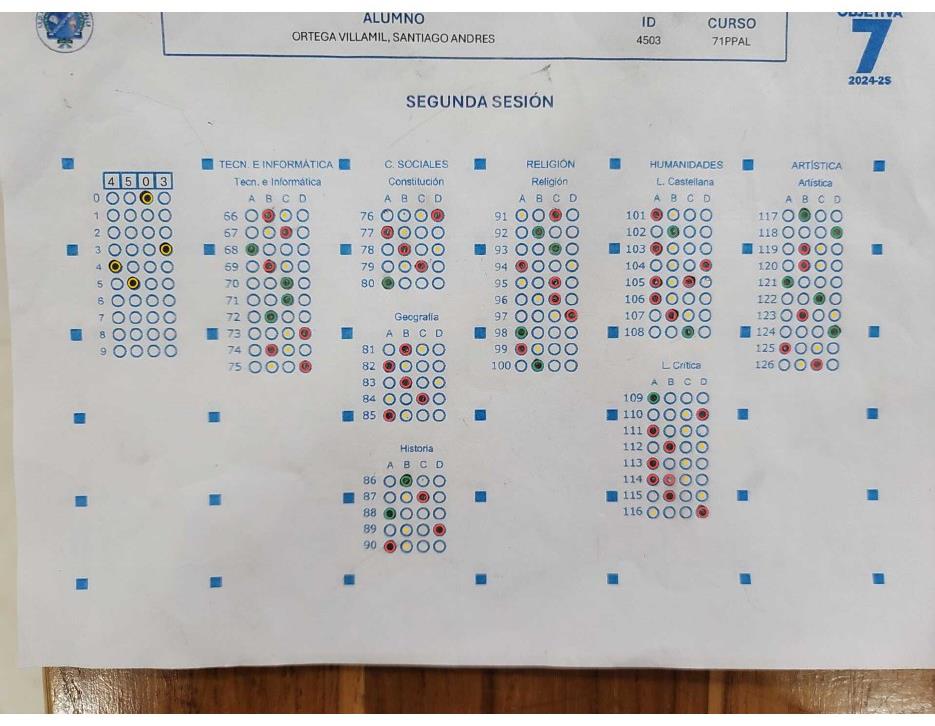 ALUMNO
ORTEGA VILLAMIL, SANTIAGO ANDRES
ID
4503
CURSO
71PPAL
7
2024-25
SEGUNDA SESIÓN
4 5 0 3
0
1
2
3
4
5
6
7
8
9
TECN. E INFORMÁTICA
Tecn. e Informática
A B C D
66
67
68
69
70
71
72
73
74
75
C. SOCIALES
Constitución
A B C D
76
77
78
79
80
Geografía
A B C D
81
82
83
84
85
Historia
A B C D
86
87
88
89
90
RELIGIÓN
Religión
A B C D
91
92
93
94
95
96
97
98
99
100
HUMANIDADES
L. Castellana
A B C D
101
102
103
104
105
106
107
108
L. Crítica
A B C D
109
110
111
112
113
114
115
116
ARTÍSTICA
Artística
A B C D
117
118
119
120
121
122
123
124
125
126